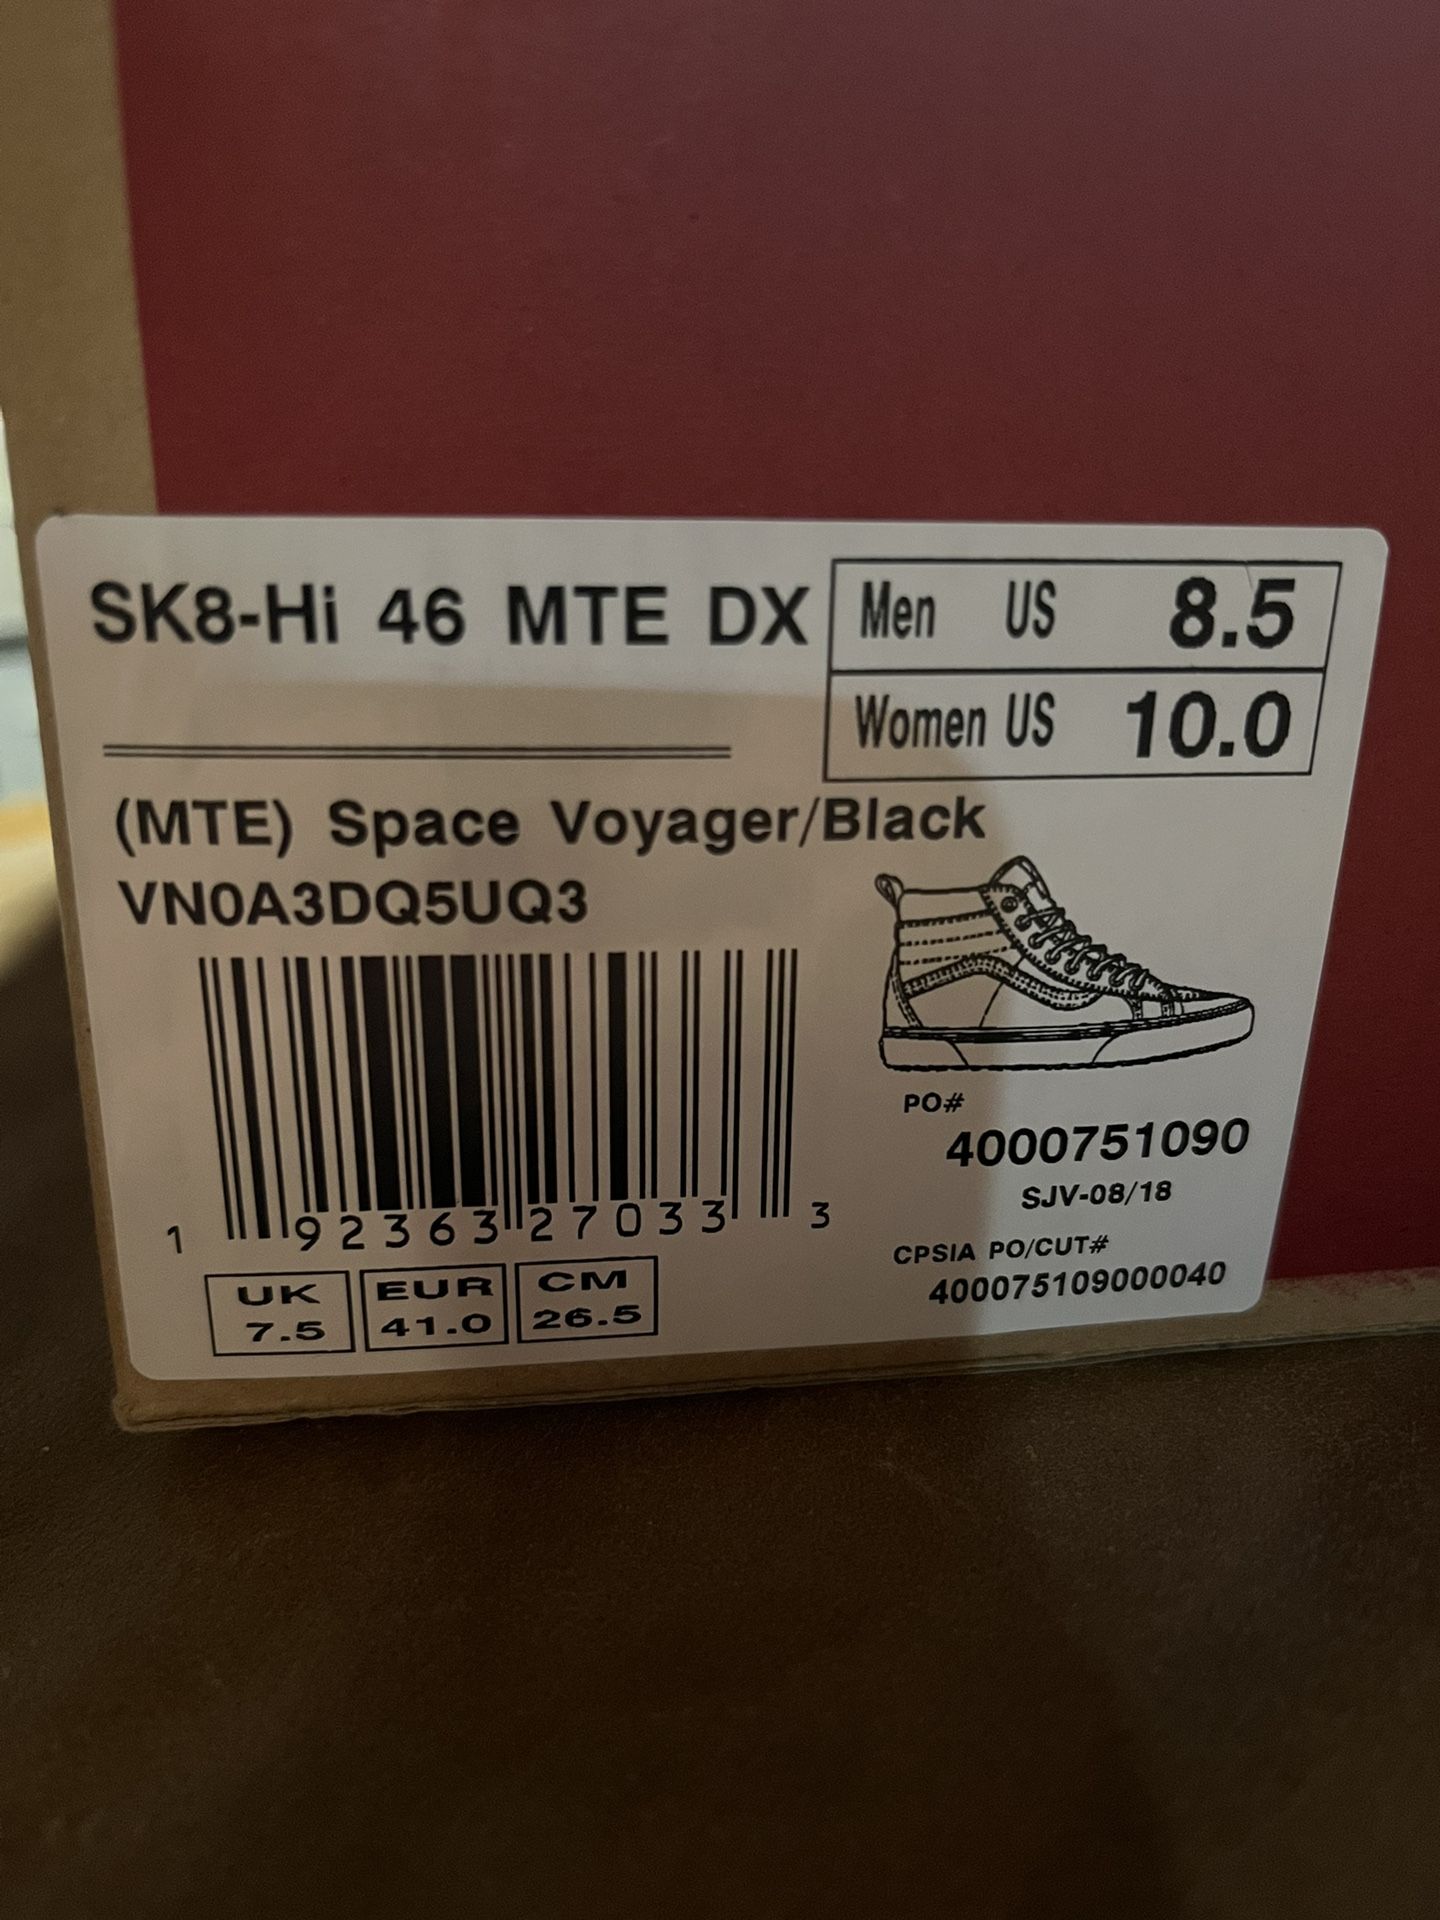 SK8-Hi 46 MTE DX
Men US 8.5
Women US 10.0
(MTE) Space Voyager/Black
VN0A3DQ5UQ3
1 92363 27033 3
PO#
4000751090
SJV-08/18
CPSIA PO/CUT#
400075109000040
UK
7.5
EUR
41.0
CM
26.5